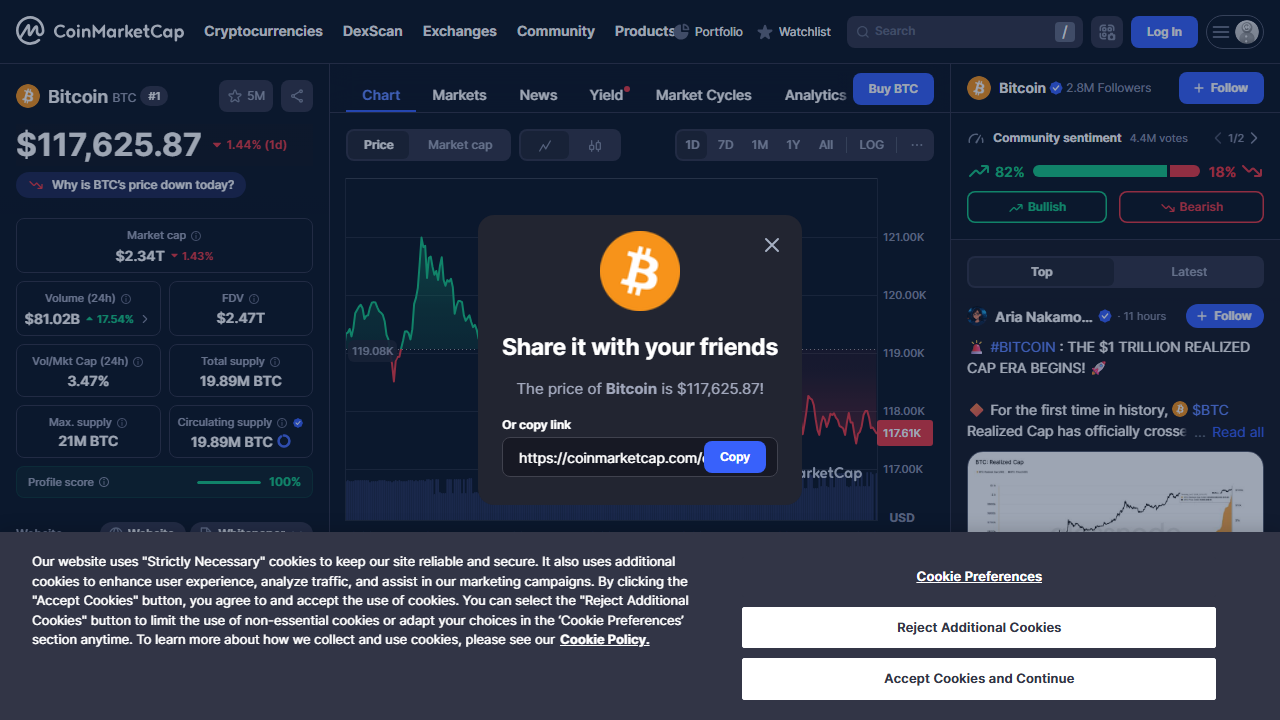 CoinMarketCap
Cryptocurrencies
DexScan
Exchanges
Community
Products
Portfolio
Watchlist
Search
/
Log In
Bitcoin BTC #1
5M
$117,625.87
1.44% (1d)
Why is BTC's price down today?
Market cap
$2.34T 1.43%
Volume (24h)
$81.02B 17.54%
FDV
$2.47T
Vol/Mkt Cap (24h)
3.47%
Total supply
19.89M BTC
Max. supply
21M BTC
Circulating supply
19.89M BTC
Profile score
100%
Website
Website
Whitepaper
Chart
Markets
News
Yield
Market Cycles
Analytics
Buy BTC
Price
Market cap
1D
7D
1M
1Y
All
LOG
121.00K
120.00K
119.08K
119.00K
118.00K
117.61K
117.00K
USD
Share it with your friends
The price of Bitcoin is $117,625.87!
Or copy link
https://coinmarketcap.com/
Copy
Bitcoin 2.8M Followers
+ Follow
Community sentiment 4.4M votes
1/2
82%
18%
Bullish
Bearish
Top
Latest
Aria Nakamo... · 11 hours
+ Follow
#BITCOIN : THE $1 TRILLION REALIZED
CAP ERA BEGINS!
For the first time in history, $BTC
Realized Cap has officially crosse ... Read all
BTC: Realized Cap
Our website uses "Strictly Necessary" cookies to keep our site reliable and secure. It also uses additional
cookies to enhance user experience, analyze traffic, and assist in our marketing campaigns. By clicking the
"Accept Cookies" button, you agree to and accept the use of cookies. You can select the "Reject Additional
Cookies" button to limit the use of non-essential cookies or adapt your choices in the ‘Cookie Preferences’
section anytime. To learn more about how we collect and use cookies, please see our Cookie Policy.
Cookie Preferences
Reject Additional Cookies
Accept Cookies and Continue